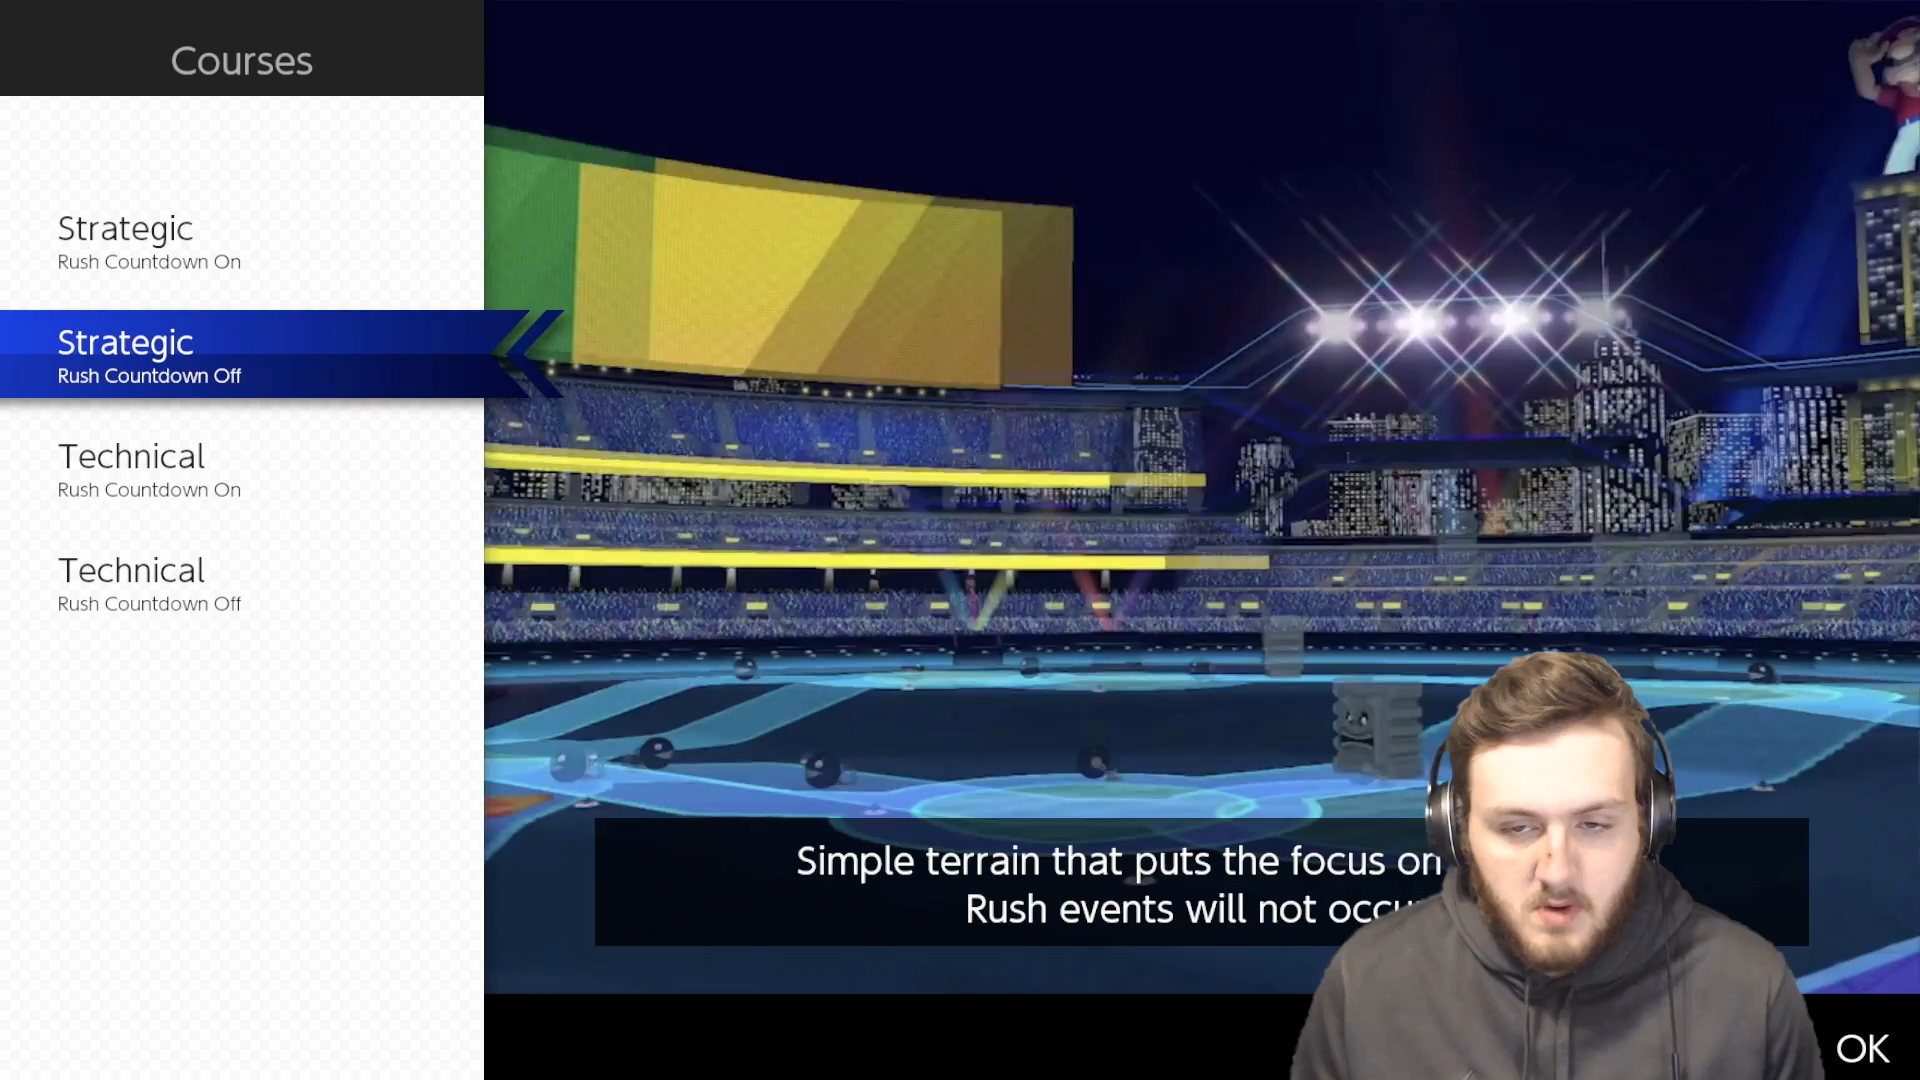 Courses
Strategic
Rush Countdown On
Strategic
Rush Countdown Off
Technical
Rush Countdown On
Technical
Rush Countdown Off
Simple terrain that puts the focus on
Rush events will not
OK